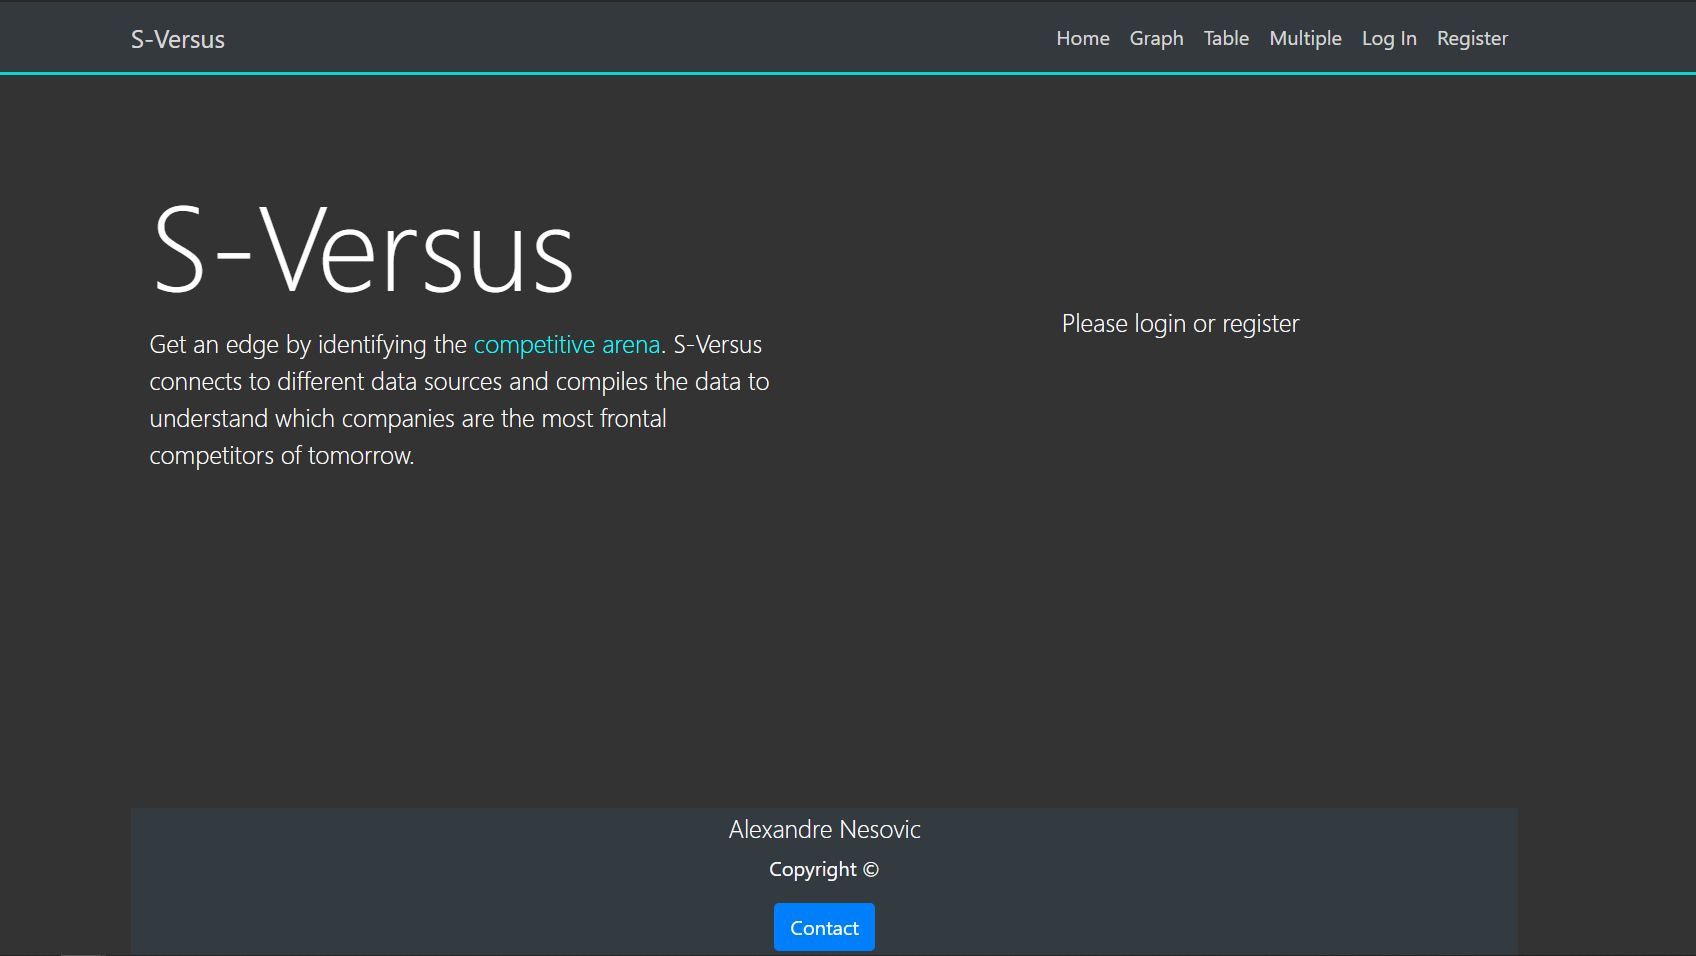 S-Versus
Home Graph Table Multiple Log In Register
S-Versus
Get an edge by identifying the competitive arena. S-Versus
connects to different data sources and compiles the data to
understand which companies are the most frontal
competitors of tomorrow.
Please login or register
Alexandre Nesovic
Copyright ©
Contact